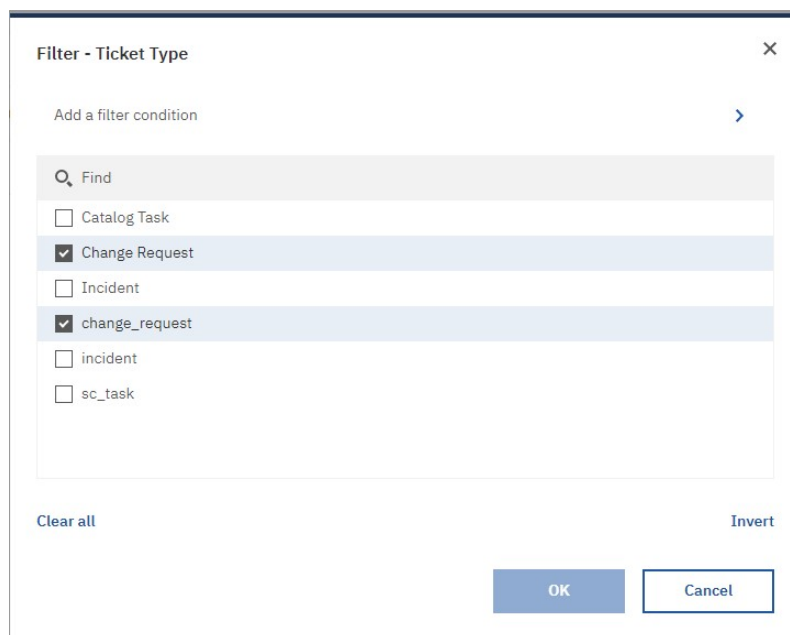 Filter - Ticket Type
Add a filter condition
Find
Catalog Task
Change Request
Incident
change_request
incident
sc_task
Clear all
Invert
OK
Cancel